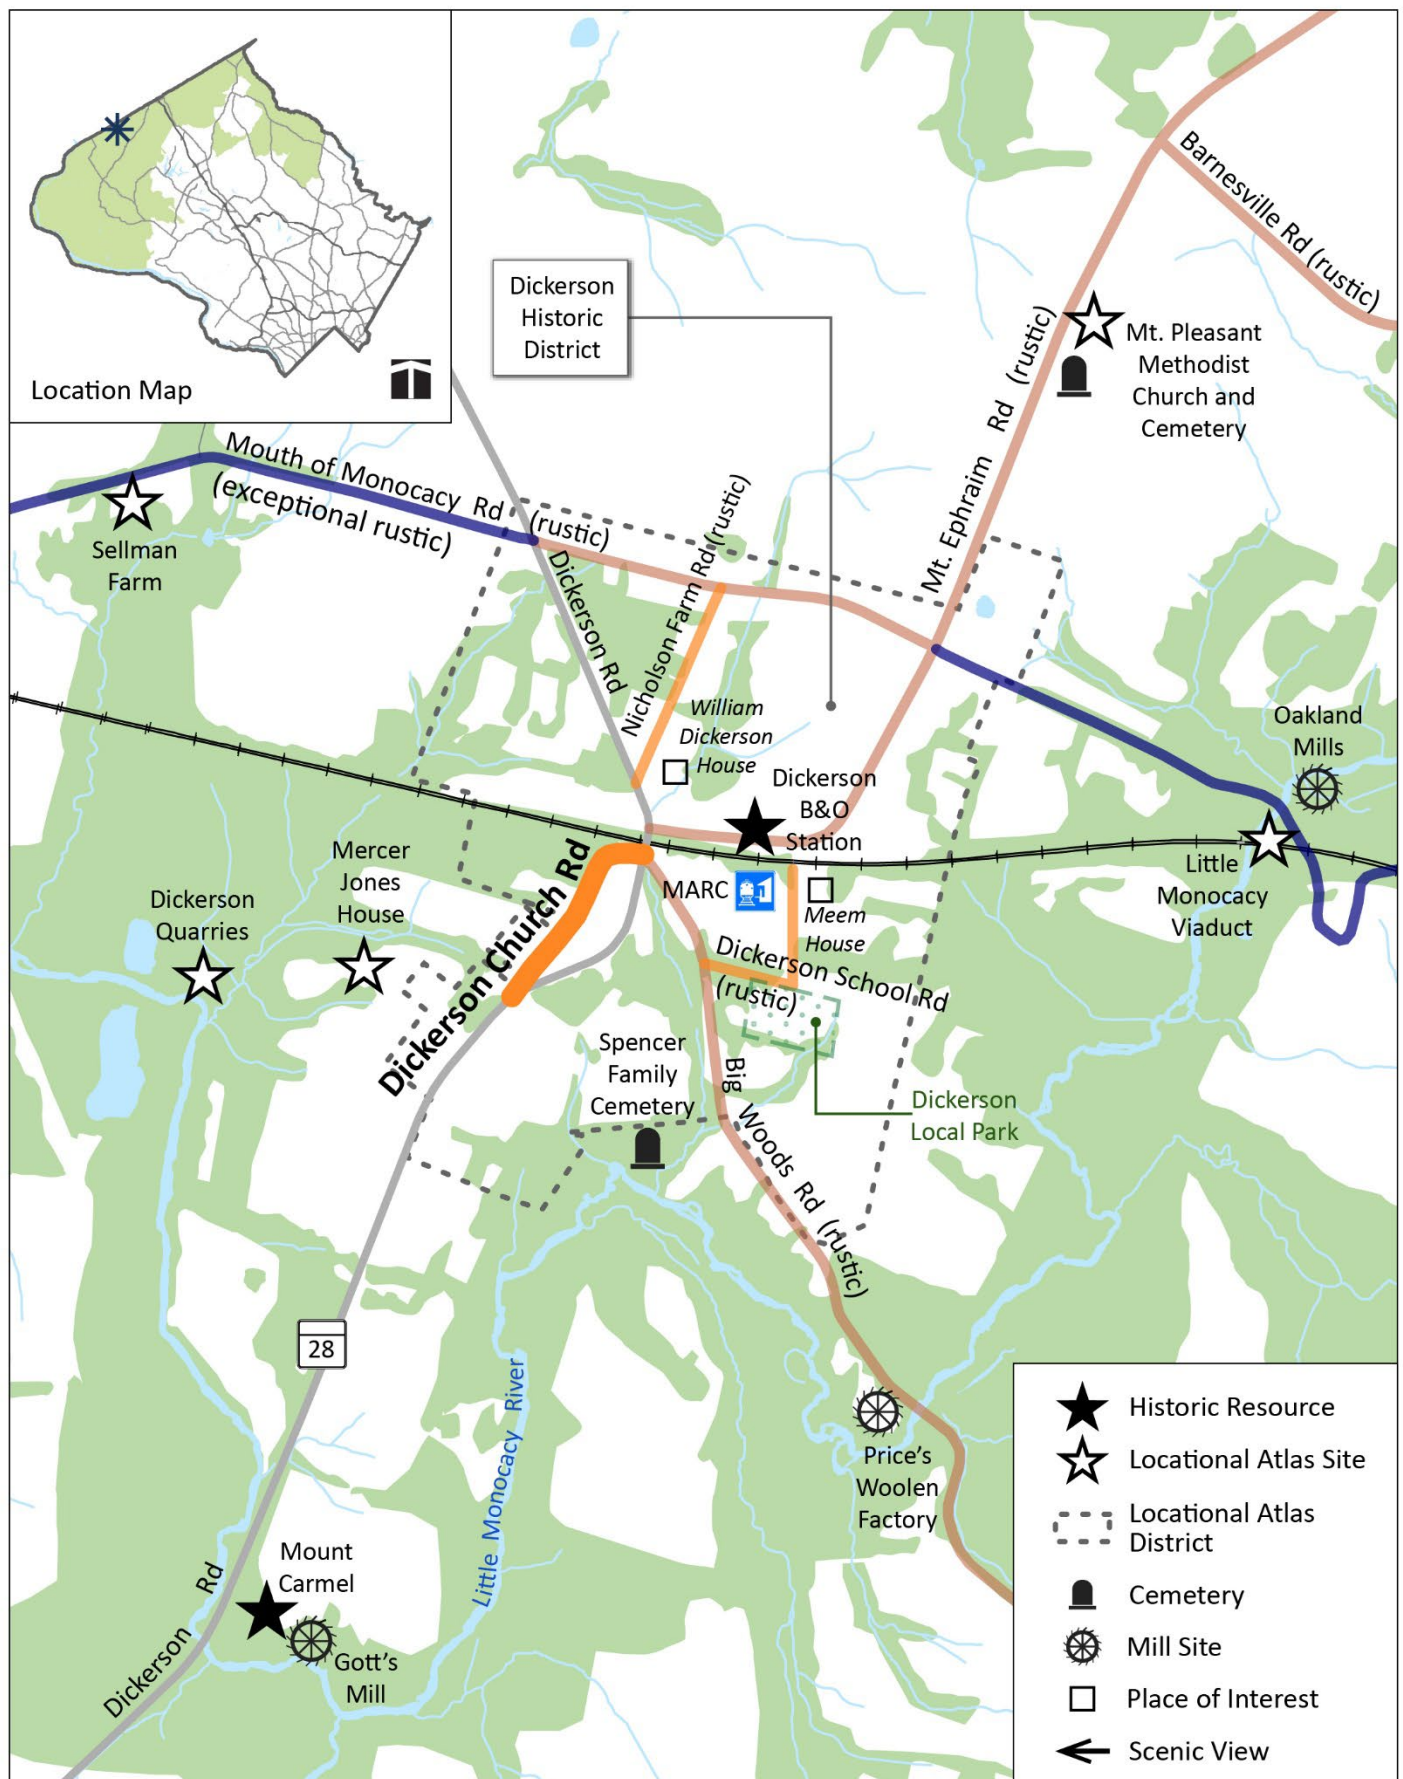 Location Map
Barnesville Rd (rustic)
Dickerson
Historic
District
Mt. Ephraim Rd (rustic)
Mt. Pleasant
Methodist
Church and
Cemetery
Mouth of Monocacy Rd (rustic)
(exceptional rustic)
Sellman
Farm
Dickerson Rd
Nicholson Farm Rd (rustic)
William
Dickerson
House
Oakland
Mills
Dickerson
B&O
Station
Mercer
Jones
House
Dickerson
Quarries
Dickerson Church Rd
MARC
Meem
House
Little
Monocacy
Viaduct
Dickerson School Rd
(rustic)
Spencer
Family
Cemetery
Big Woods Rd (rustic)
Dickerson
Local Park
28
Little Monocacy River
Price's
Woolen
Factory
Mount
Carmel
Gott's
Mill
Dickerson Rd
Historic Resource
Locational Atlas Site
Locational Atlas
District
Cemetery
Mill Site
Place of Interest
Scenic View